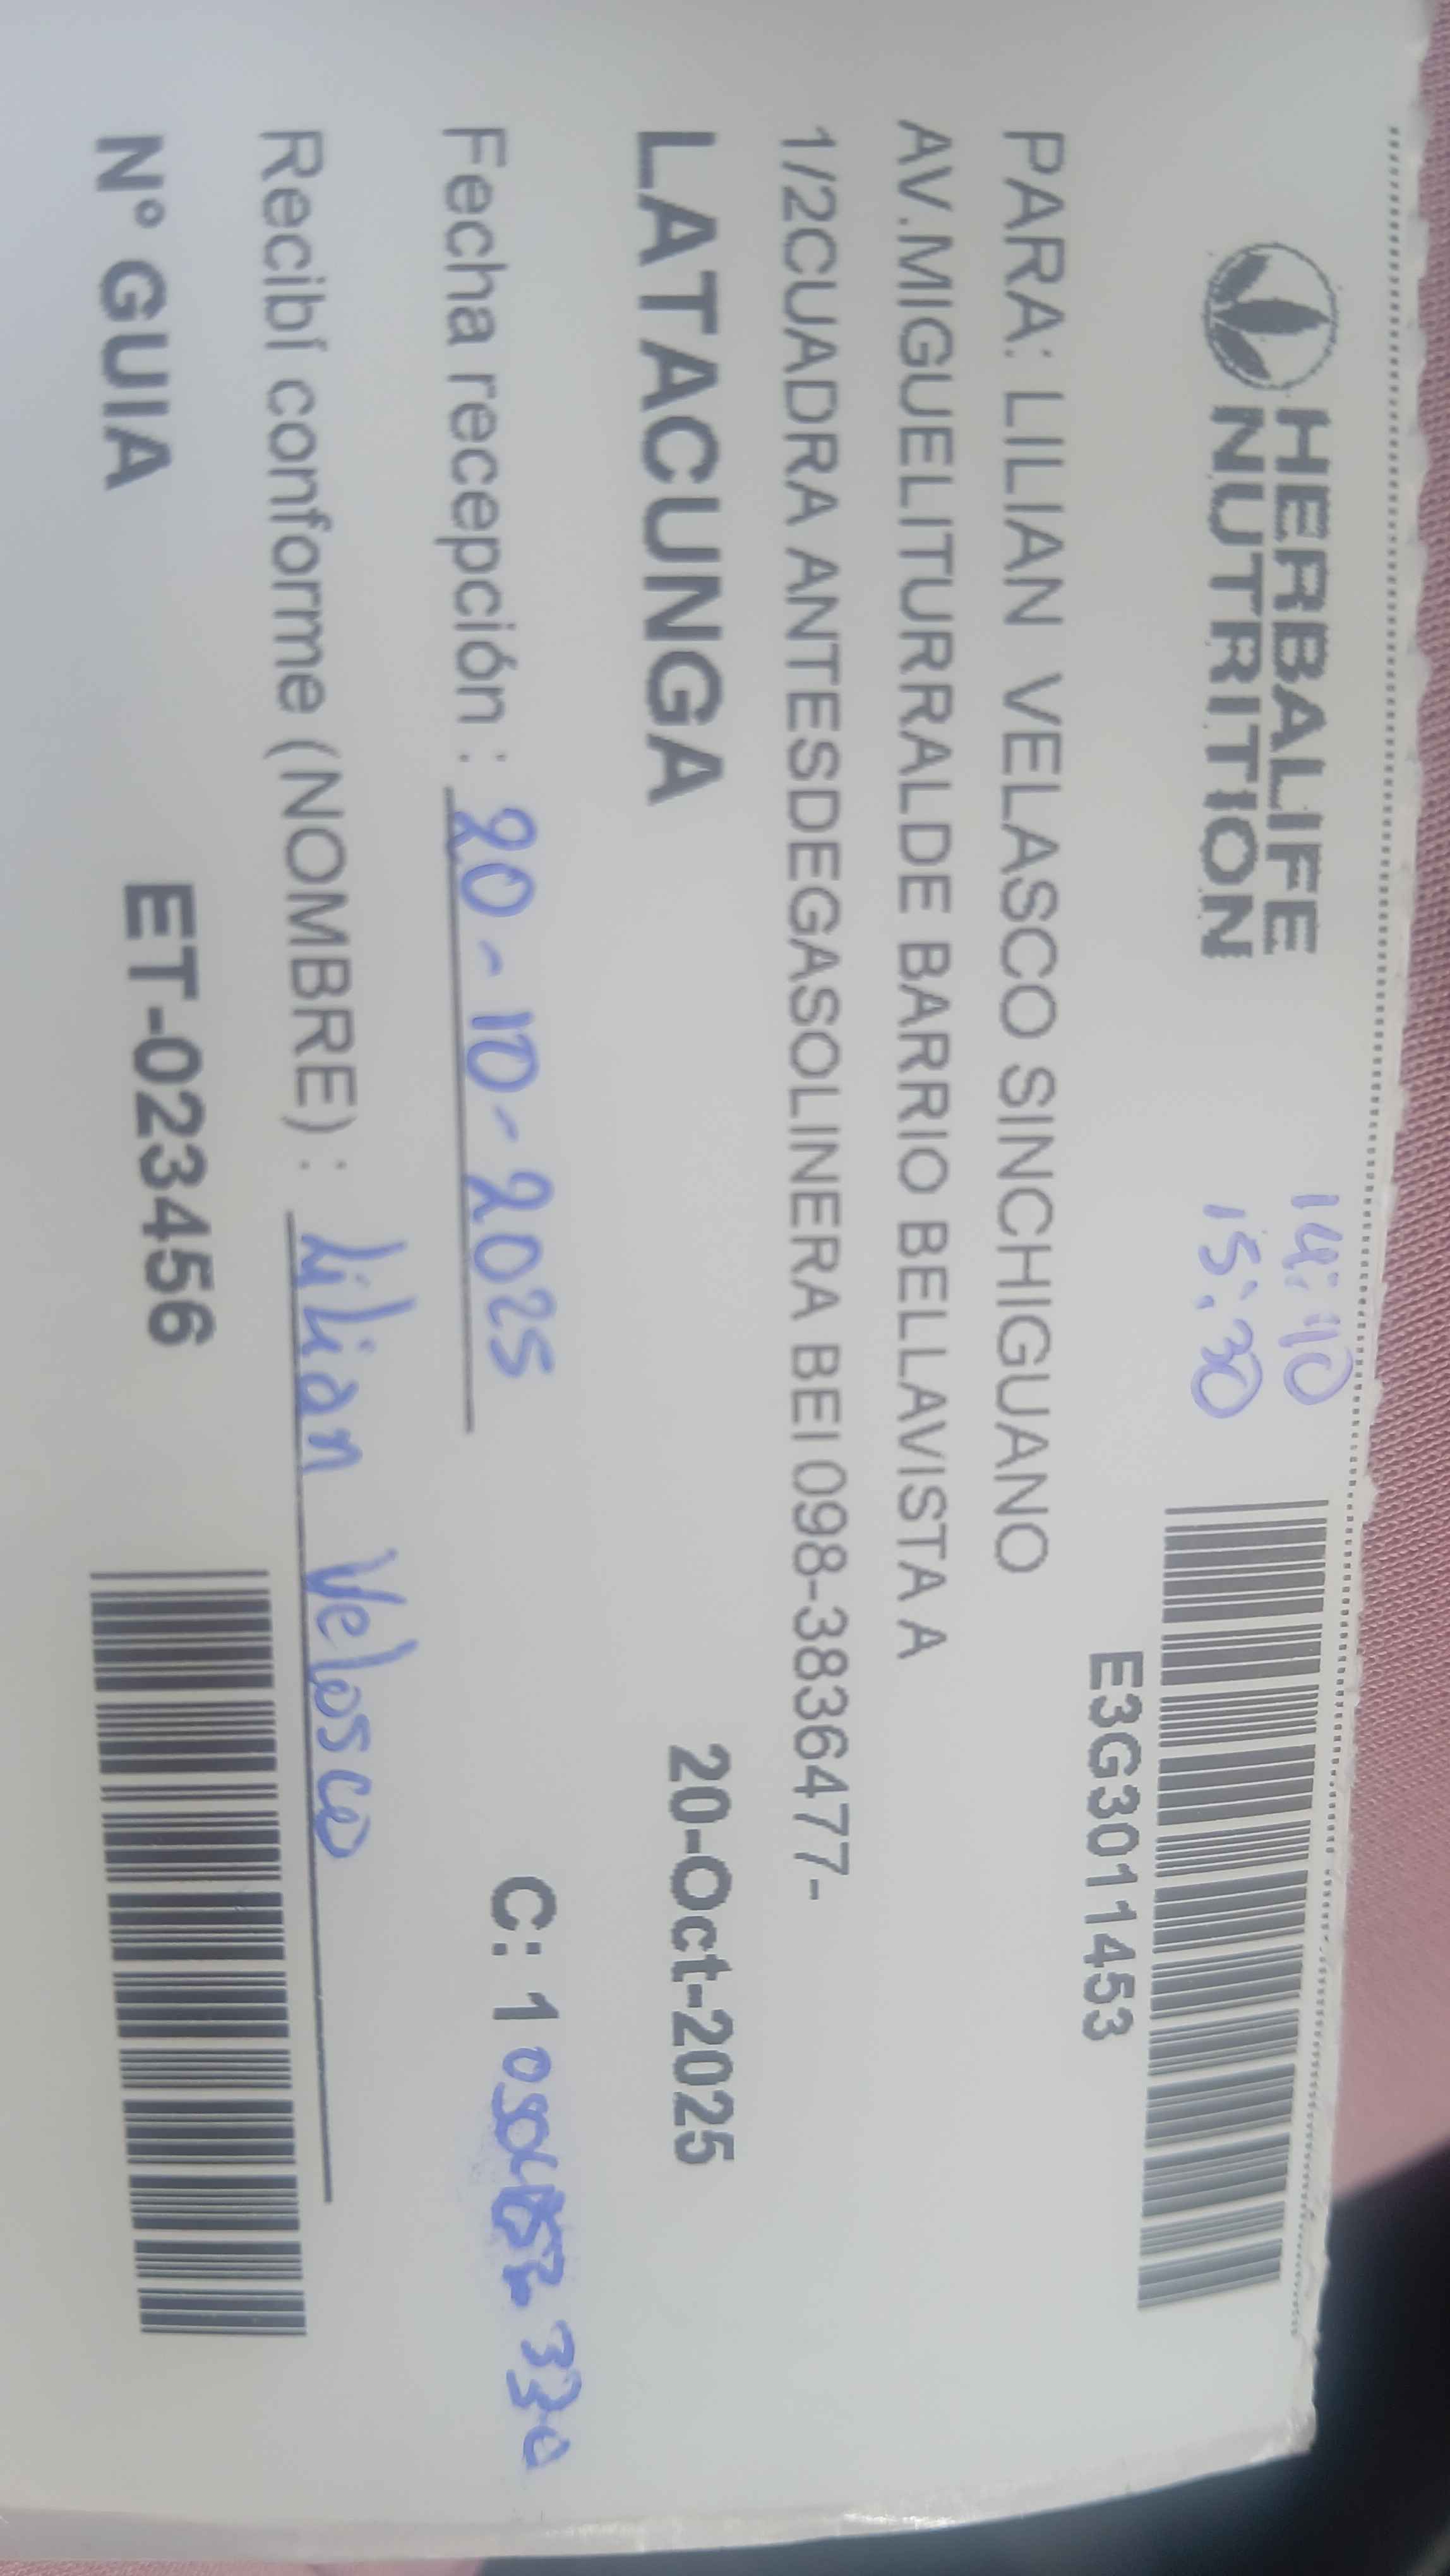 HERBALIFE
NUTRITION
14:10
15:30
E3G3011453
PARA: LILIAN VELASCO SINCHIGUANO
AV.MIGUELITURRALDE BARRIO BELLAVISTA A
1/2CUADRA ANTESDEGASOLINERA BEI 098-3836477-
LATACUNGA 20-Oct-2025
Fecha recepción : 20-10-2025 C: 1
Recibí conforme (NOMBRE) : Lilian Velasco
N° GUIA ET-023456